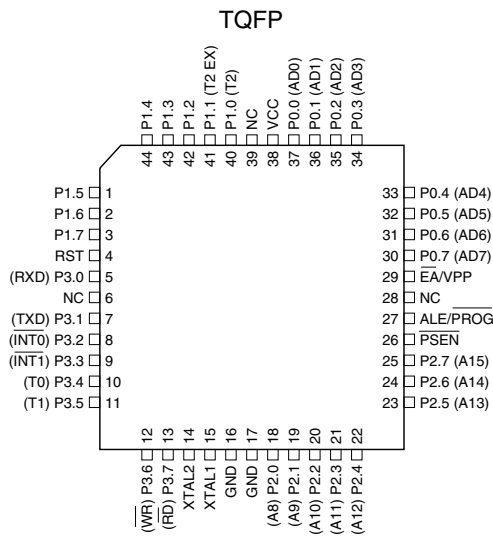 TQFP
44 P1.4
43 P1.3
42 P1.2
41 P1.1 (T2 EX)
40 P1.0 (T2)
39 NC
38 VCC
37 P0.0 (AD0)
36 P0.1 (AD1)
35 P0.2 (AD2)
34 P0.3 (AD3)
P1.5 1
P1.6 2
P1.7 3
RST 4
(RXD) P3.0 5
NC 6
(TXD) P3.1 7
(INT0) P3.2 8
(INT1) P3.3 9
(T0) P3.4 10
(T1) P3.5 11
33 P0.4 (AD4)
32 P0.5 (AD5)
31 P0.6 (AD6)
30 P0.7 (AD7)
29 EA/VPP
28 NC
27 ALE/PROG
26 PSEN
25 P2.7 (A15)
24 P2.6 (A14)
23 P2.5 (A13)
(WR) P3.6 12
(RD) P3.7 13
XTAL2 14
XTAL1 15
GND 16
GND 17
(A8) P2.0 18
(A9) P2.1 19
(A10) P2.2 20
(A11) P2.3 21
(A12) P2.4 22